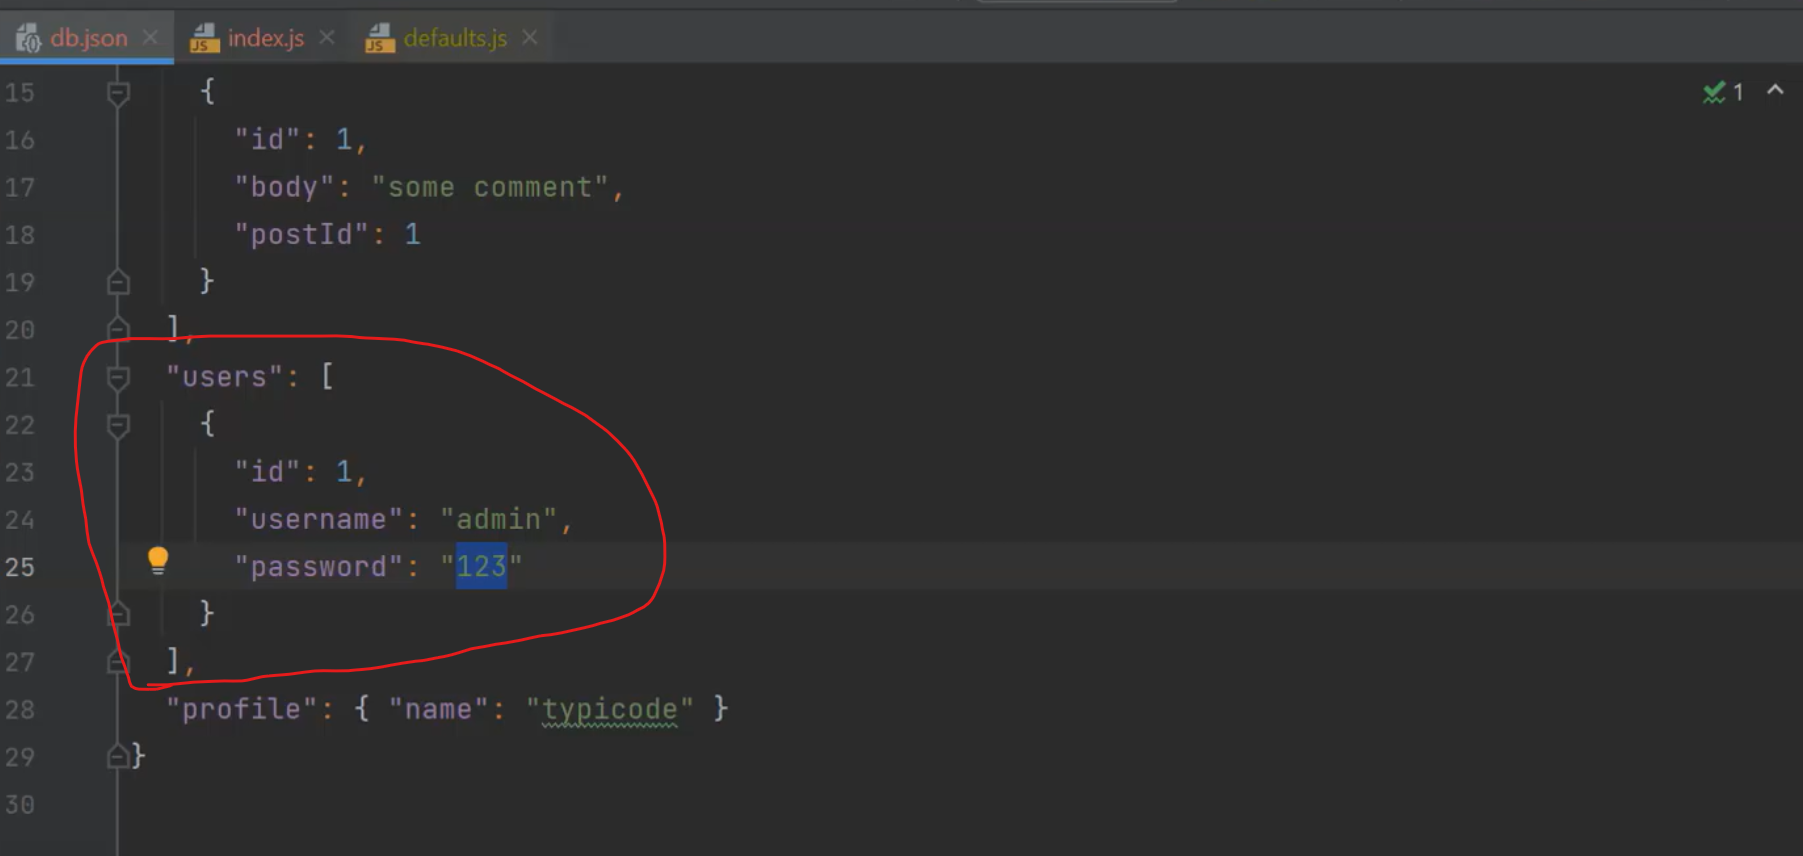 db.json index.js defaults.js
15 {
16 "id": 1,
17 "body": "some comment",
18 "postId": 1
19 }
20 ],
21 "users": [
22 {
23 "id": 1,
24 "username": "admin",
25 "password": "123"
26 }
27 ],
28 "profile": { "name": "typicode" }
29 }
30
1